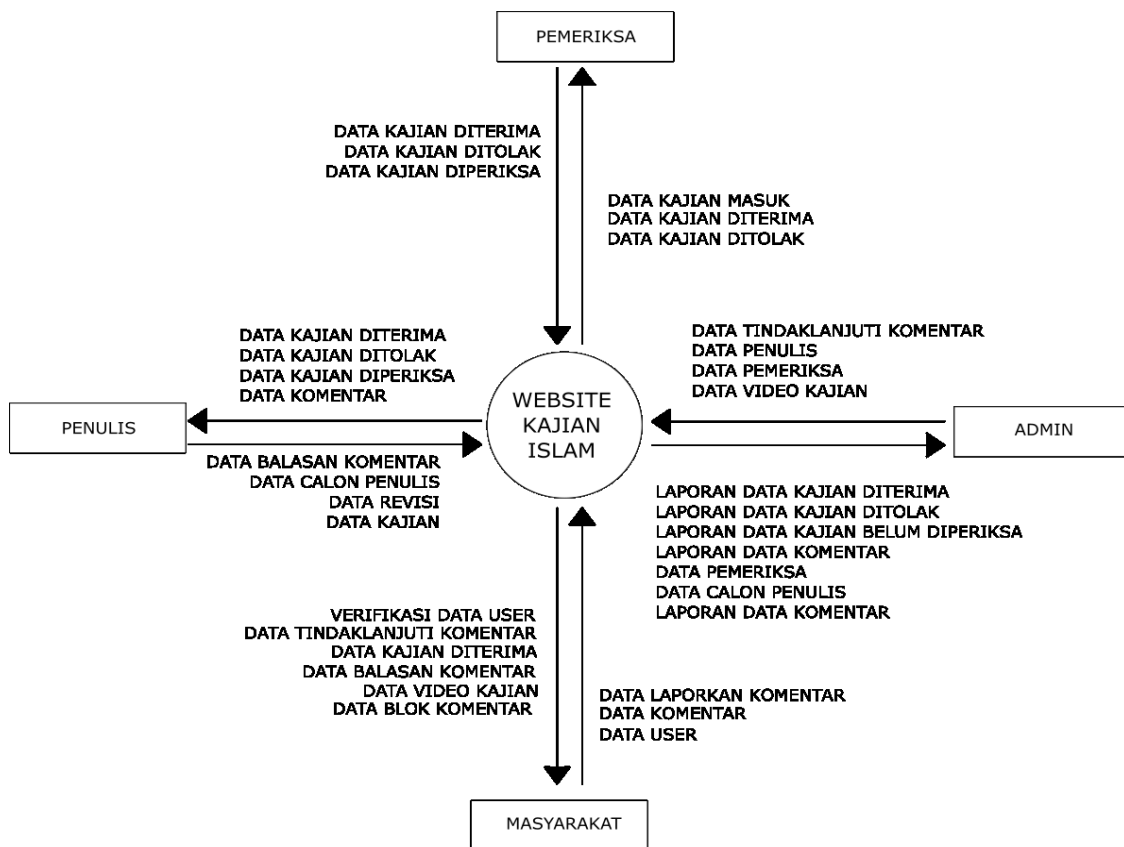 PEMERIKSA
DATA KAJIAN DITERIMA
DATA KAJIAN DITOLAK
DATA KAJIAN DIPERIKSA
DATA KAJIAN MASUK
DATA KAJIAN DITERIMA
DATA KAJIAN DITOLAK
DATA KAJIAN DITERIMA
DATA KAJIAN DITOLAK
DATA KAJIAN DIPERIKSA
DATA KOMENTAR
DATA TINDAKLANJUTI KOMENTAR
DATA PENULIS
DATA PEMERIKSA
DATA VIDEO KAJIAN
PENULIS
WEBSITE
KAJIAN
ISLAM
ADMIN
DATA BALASAN KOMENTAR
DATA CALON PENULIS
DATA REVISI
DATA KAJIAN
LAPORAN DATA KAJIAN DITERIMA
LAPORAN DATA KAJIAN DITOLAK
LAPORAN DATA KAJIAN BELUM DIPERIKSA
LAPORAN DATA KOMENTAR
DATA PEMERIKSA
DATA CALON PENULIS
LAPORAN DATA KOMENTAR
VERIFIKASI DATA USER
DATA TINDAKLANJUTI KOMENTAR
DATA KAJIAN DITERIMA
DATA BALASAN KOMENTAR
DATA VIDEO KAJIAN
DATA BLOK KOMENTAR
DATA LAPORKAN KOMENTAR
DATA KOMENTAR
DATA USER
MASYARAKAT